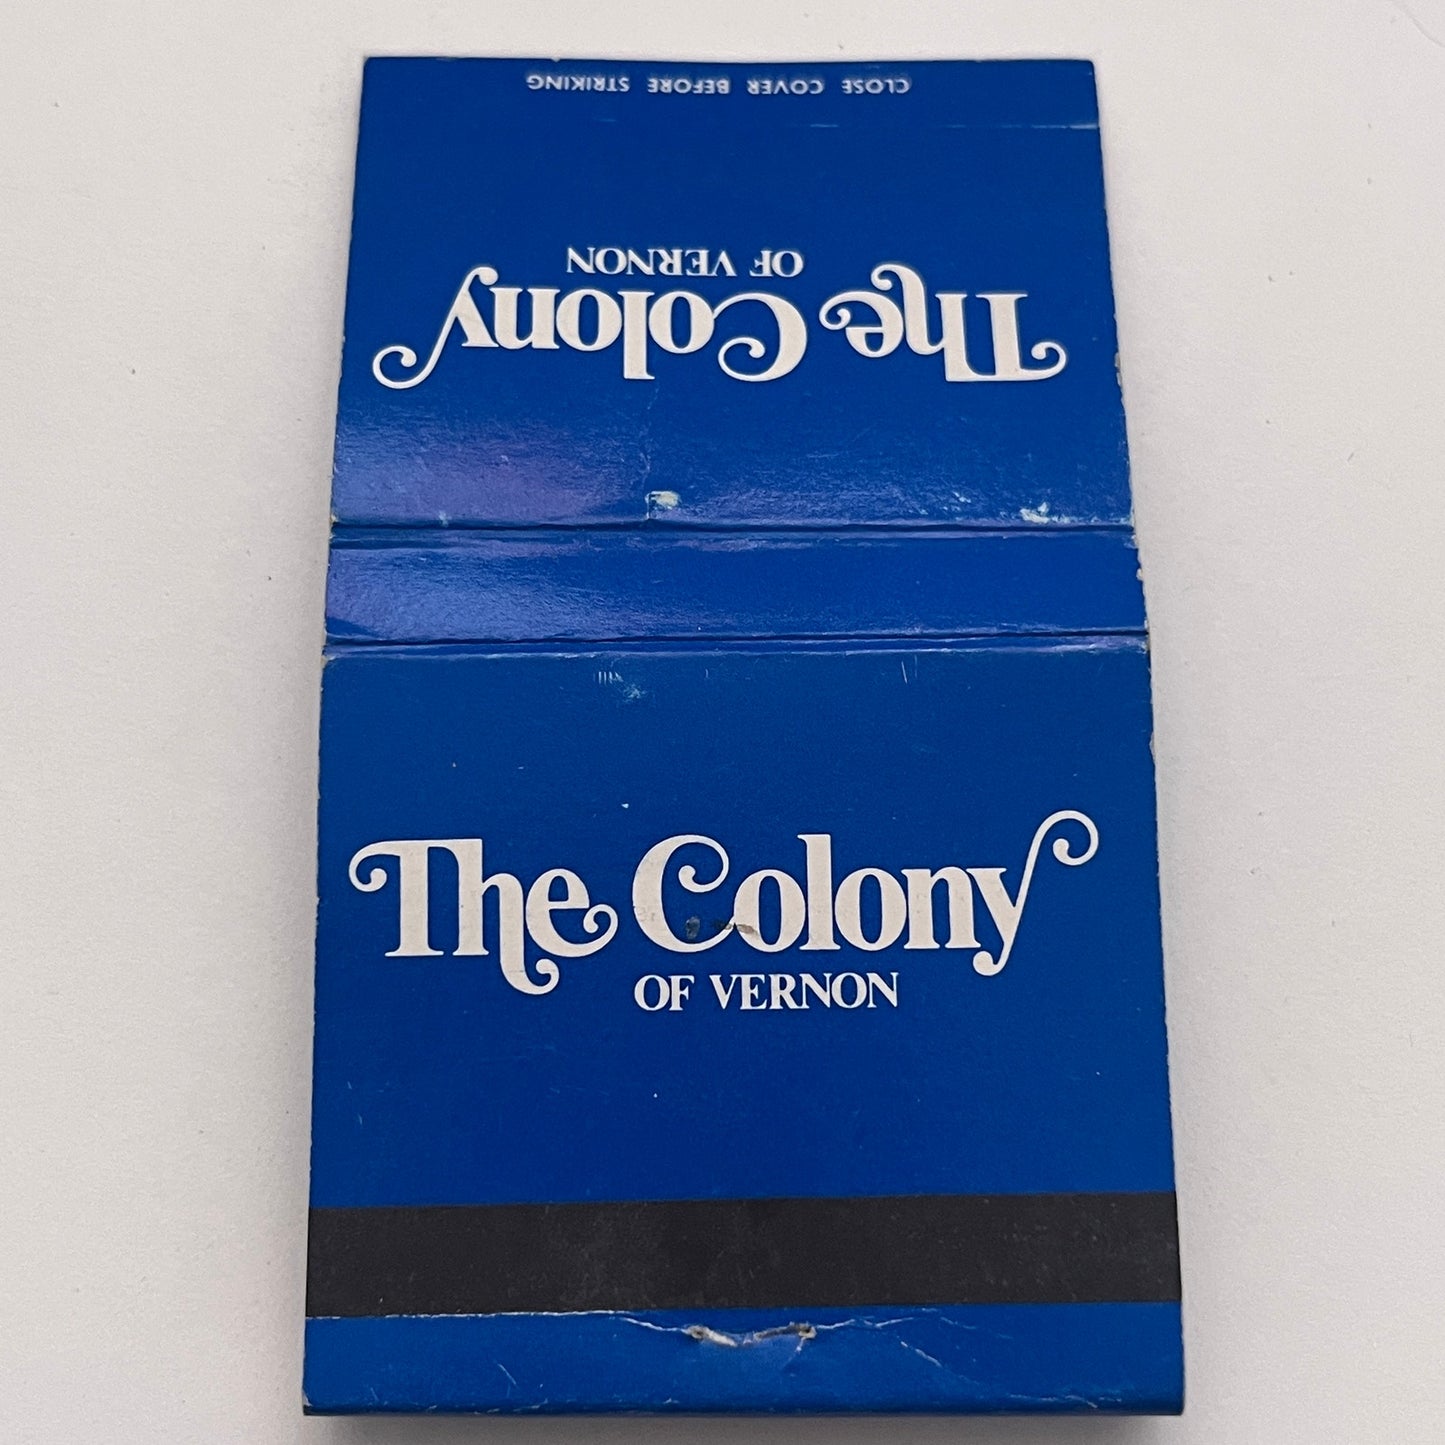 CLOSE COVER BEFORE STRIKING
The Colony
OF VERNON
The Colony
OF VERNON